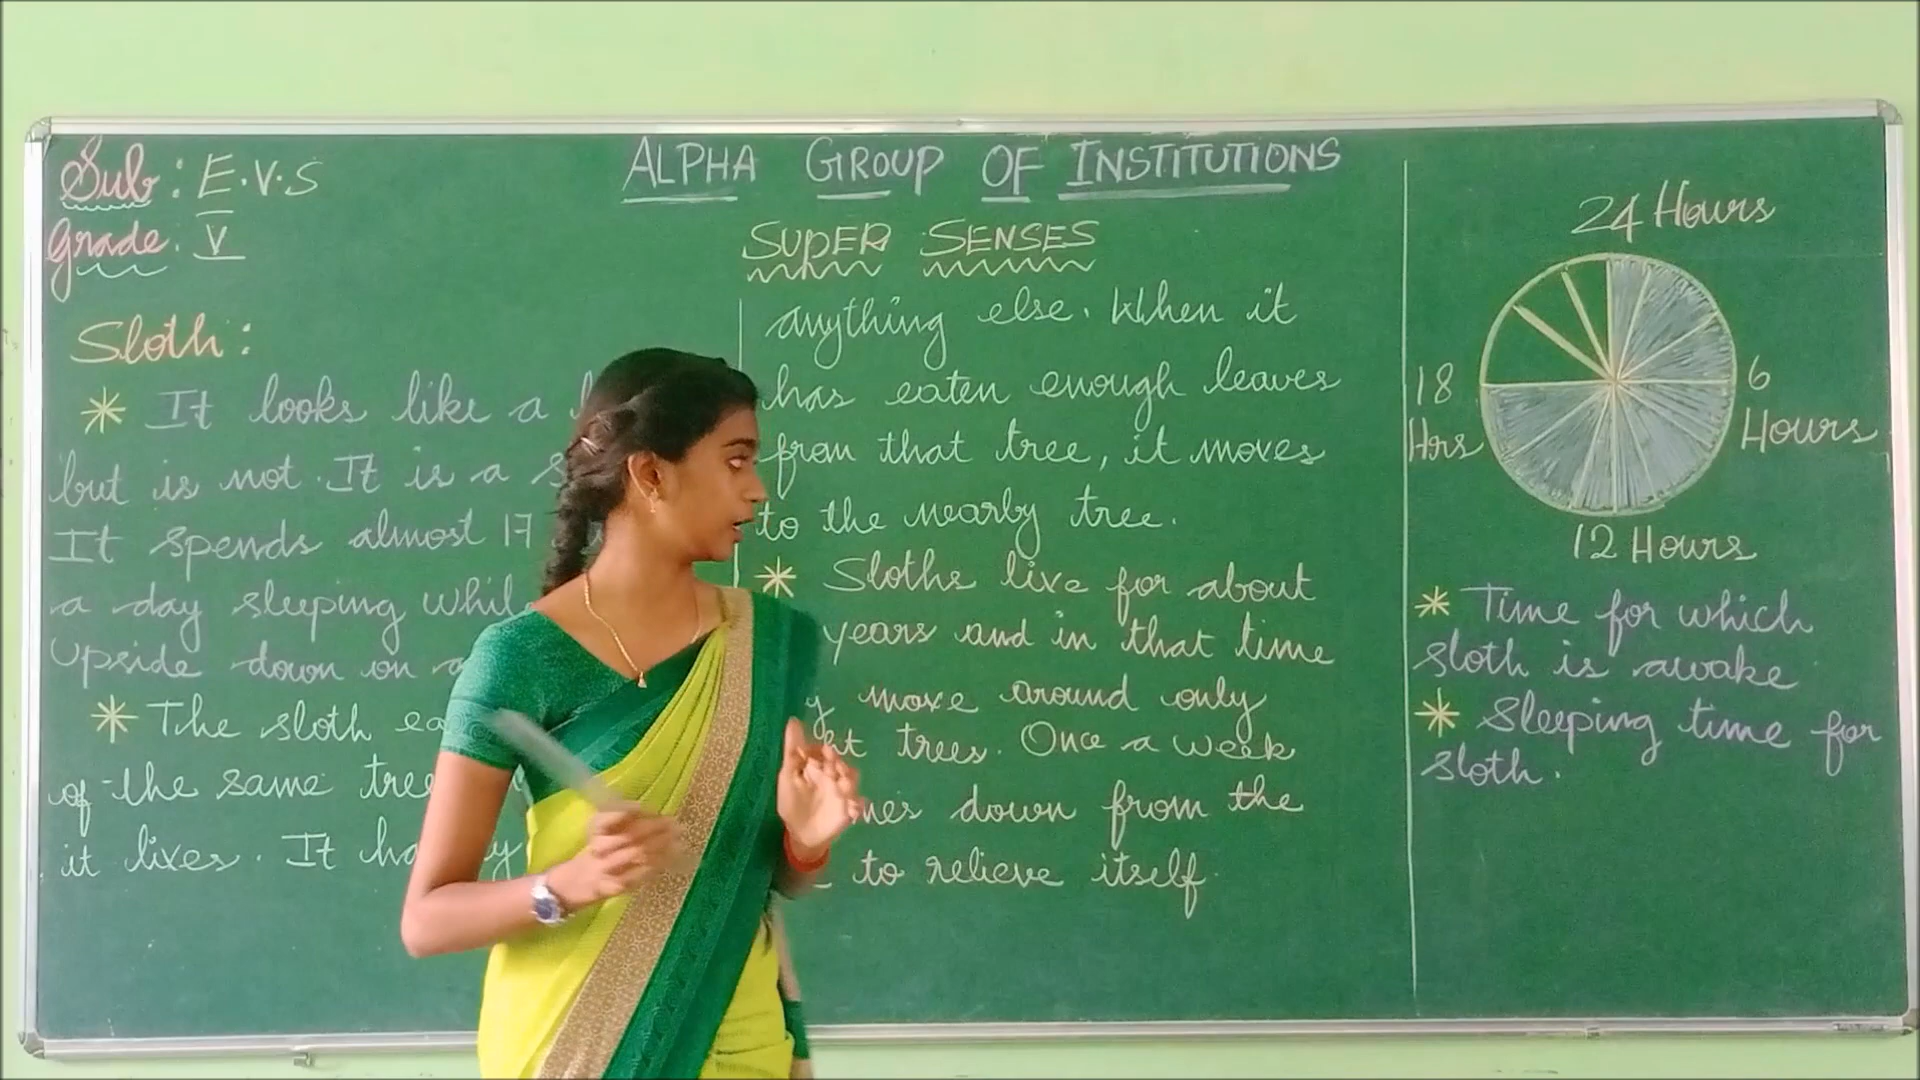 Sub: E.V.S
Grade. V
ALPHA GROUP OF INSTITUTIONS
SUPER SENSES
Sloth:
* It looks like a
but is not. It is a
It spends almost 17
a day sleeping
Upside down on
* The sloth
of the same
it lives. It
anything else. When it
has eaten enough leaves
from that tree, it moves
to the nearby tree.
* Sloths live for about
years and in that time
move around only
trees. Once a week
down from the
to relieve itself.
24 Hours
18
Hrs
6
Hours
12 Hours
* Time for which
sloth is awake
* Sleeping time for
sloth.